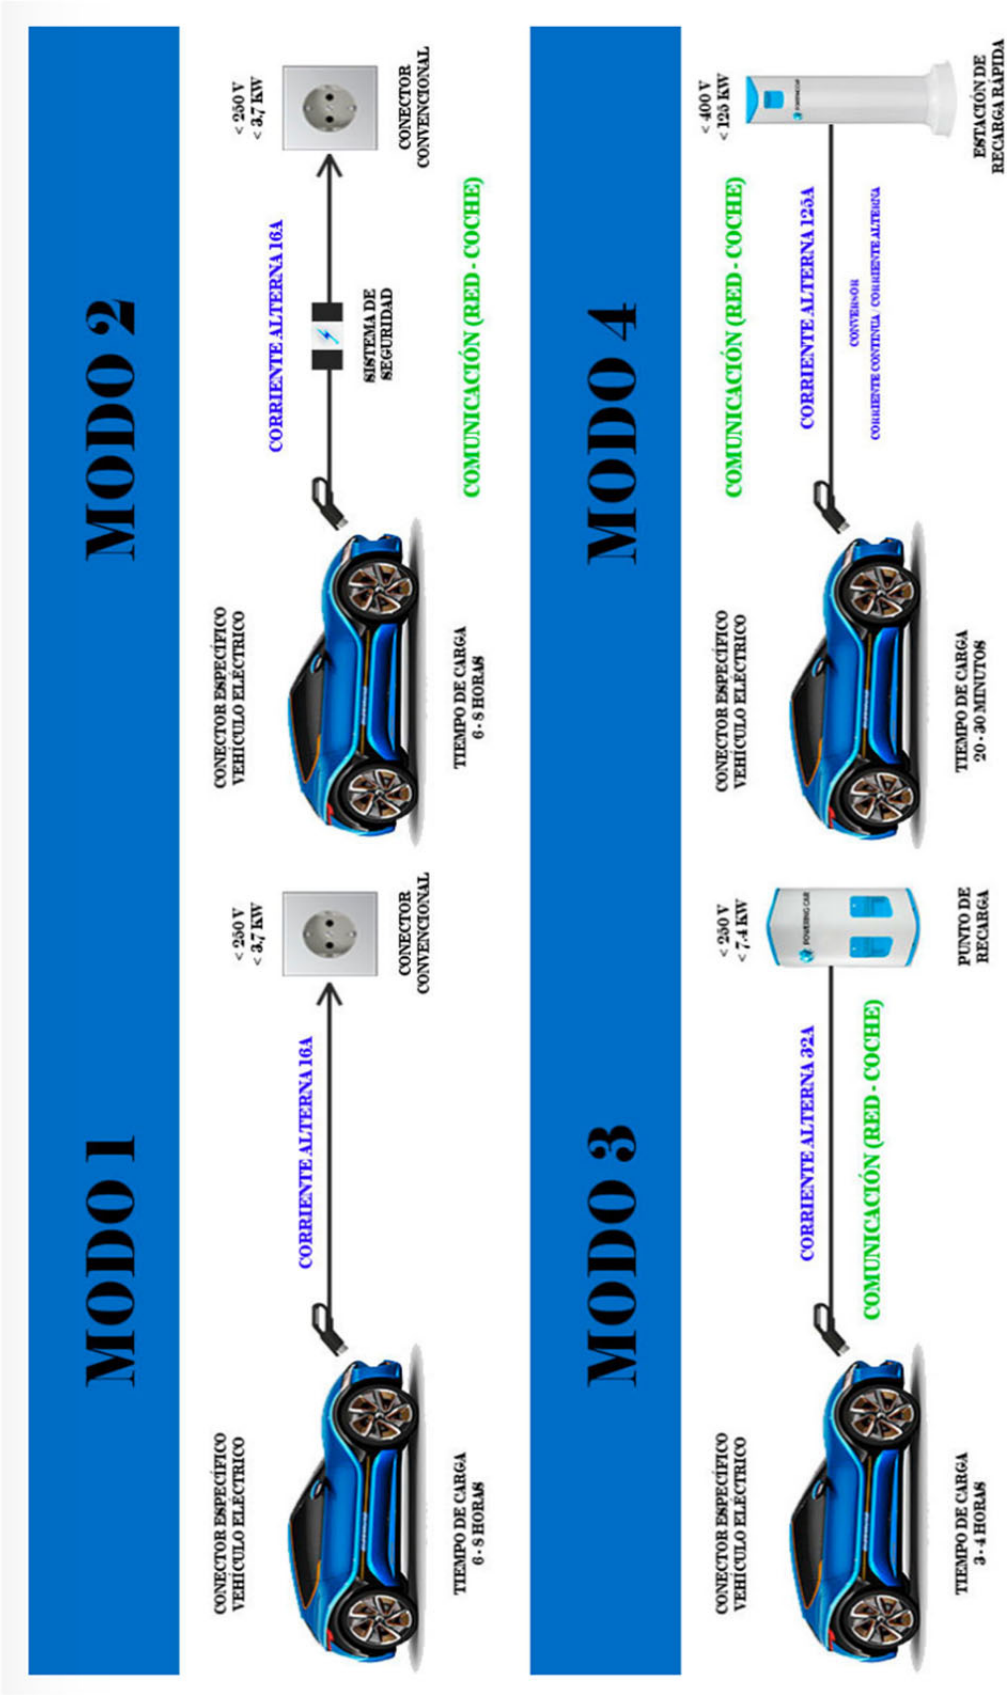 MODO 1
CONECTOR ESPECÍFICO
VEHÍCULO ELÉCTRICO
CORRIENTE ALTERNA 16A
< 250 V
< 3,7 KW
CONECTOR
CONVENCIONAL
TIEMPO DE CARGA
6 - 8 HORAS
MODO 2
CONECTOR ESPECÍFICO
VEHÍCULO ELÉCTRICO
CORRIENTE ALTERNA 16A
< 250 V
< 3,7 KW
SISTEMA DE
SEGURIDAD
CONECTOR
CONVENCIONAL
TIEMPO DE CARGA
6 - 8 HORAS
COMUNICACIÓN (RED - COCHE)
MODO 3
CONECTOR ESPECÍFICO
VEHÍCULO ELÉCTRICO
CORRIENTE ALTERNA 32A
< 250 V
< 7,4 KW
POWERING CAR
COMUNICACIÓN (RED - COCHE)
TIEMPO DE CARGA
3 - 4 HORAS
PUNTO DE
RECARGA
MODO 4
CONECTOR ESPECÍFICO
VEHÍCULO ELÉCTRICO
COMUNICACIÓN (RED - COCHE)
< 400 V
< 125 KW
CORRIENTE ALTERNA 125A
CONVERSOR
CORRIENTE CONTINUA / CORRIENTE ALTERNA
TIEMPO DE CARGA
20 - 30 MINUTOS
ESTACIÓN DE
RECARGA RÁPIDA